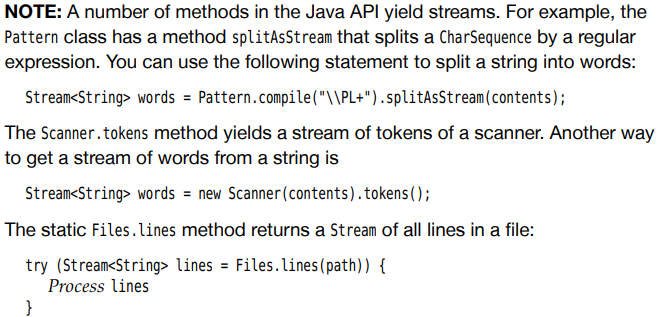 NOTE: A number of methods in the Java API yield streams. For example, the
Pattern class has a method splitAsStream that splits a CharSequence by a regular
expression. You can use the following statement to split a string into words:
Stream<String> words = Pattern.compile("\\PL+").splitAsStream(contents);
The Scanner.tokens method yields a stream of tokens of a scanner. Another way
to get a stream of words from a string is
Stream<String> words = new Scanner(contents).tokens();
The static Files.lines method returns a Stream of all lines in a file:
try (Stream<String> lines = Files.lines(path)) {
Process lines
}